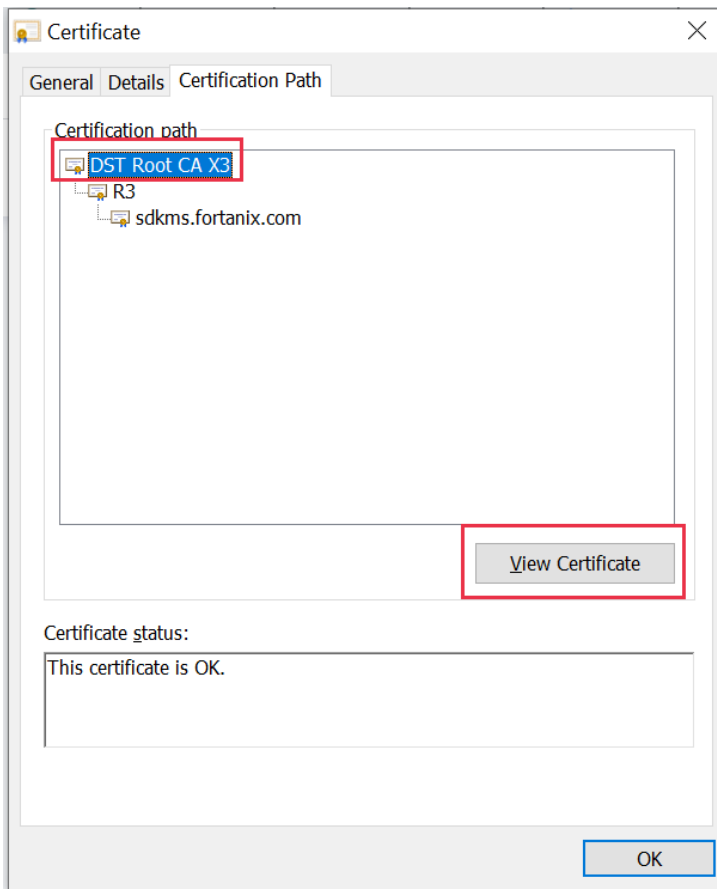 Certificate
General Details Certification Path
Certification path
DST Root CA X3
R3
sdkms.fortanix.com
View Certificate
Certificate status:
This certificate is OK.
OK